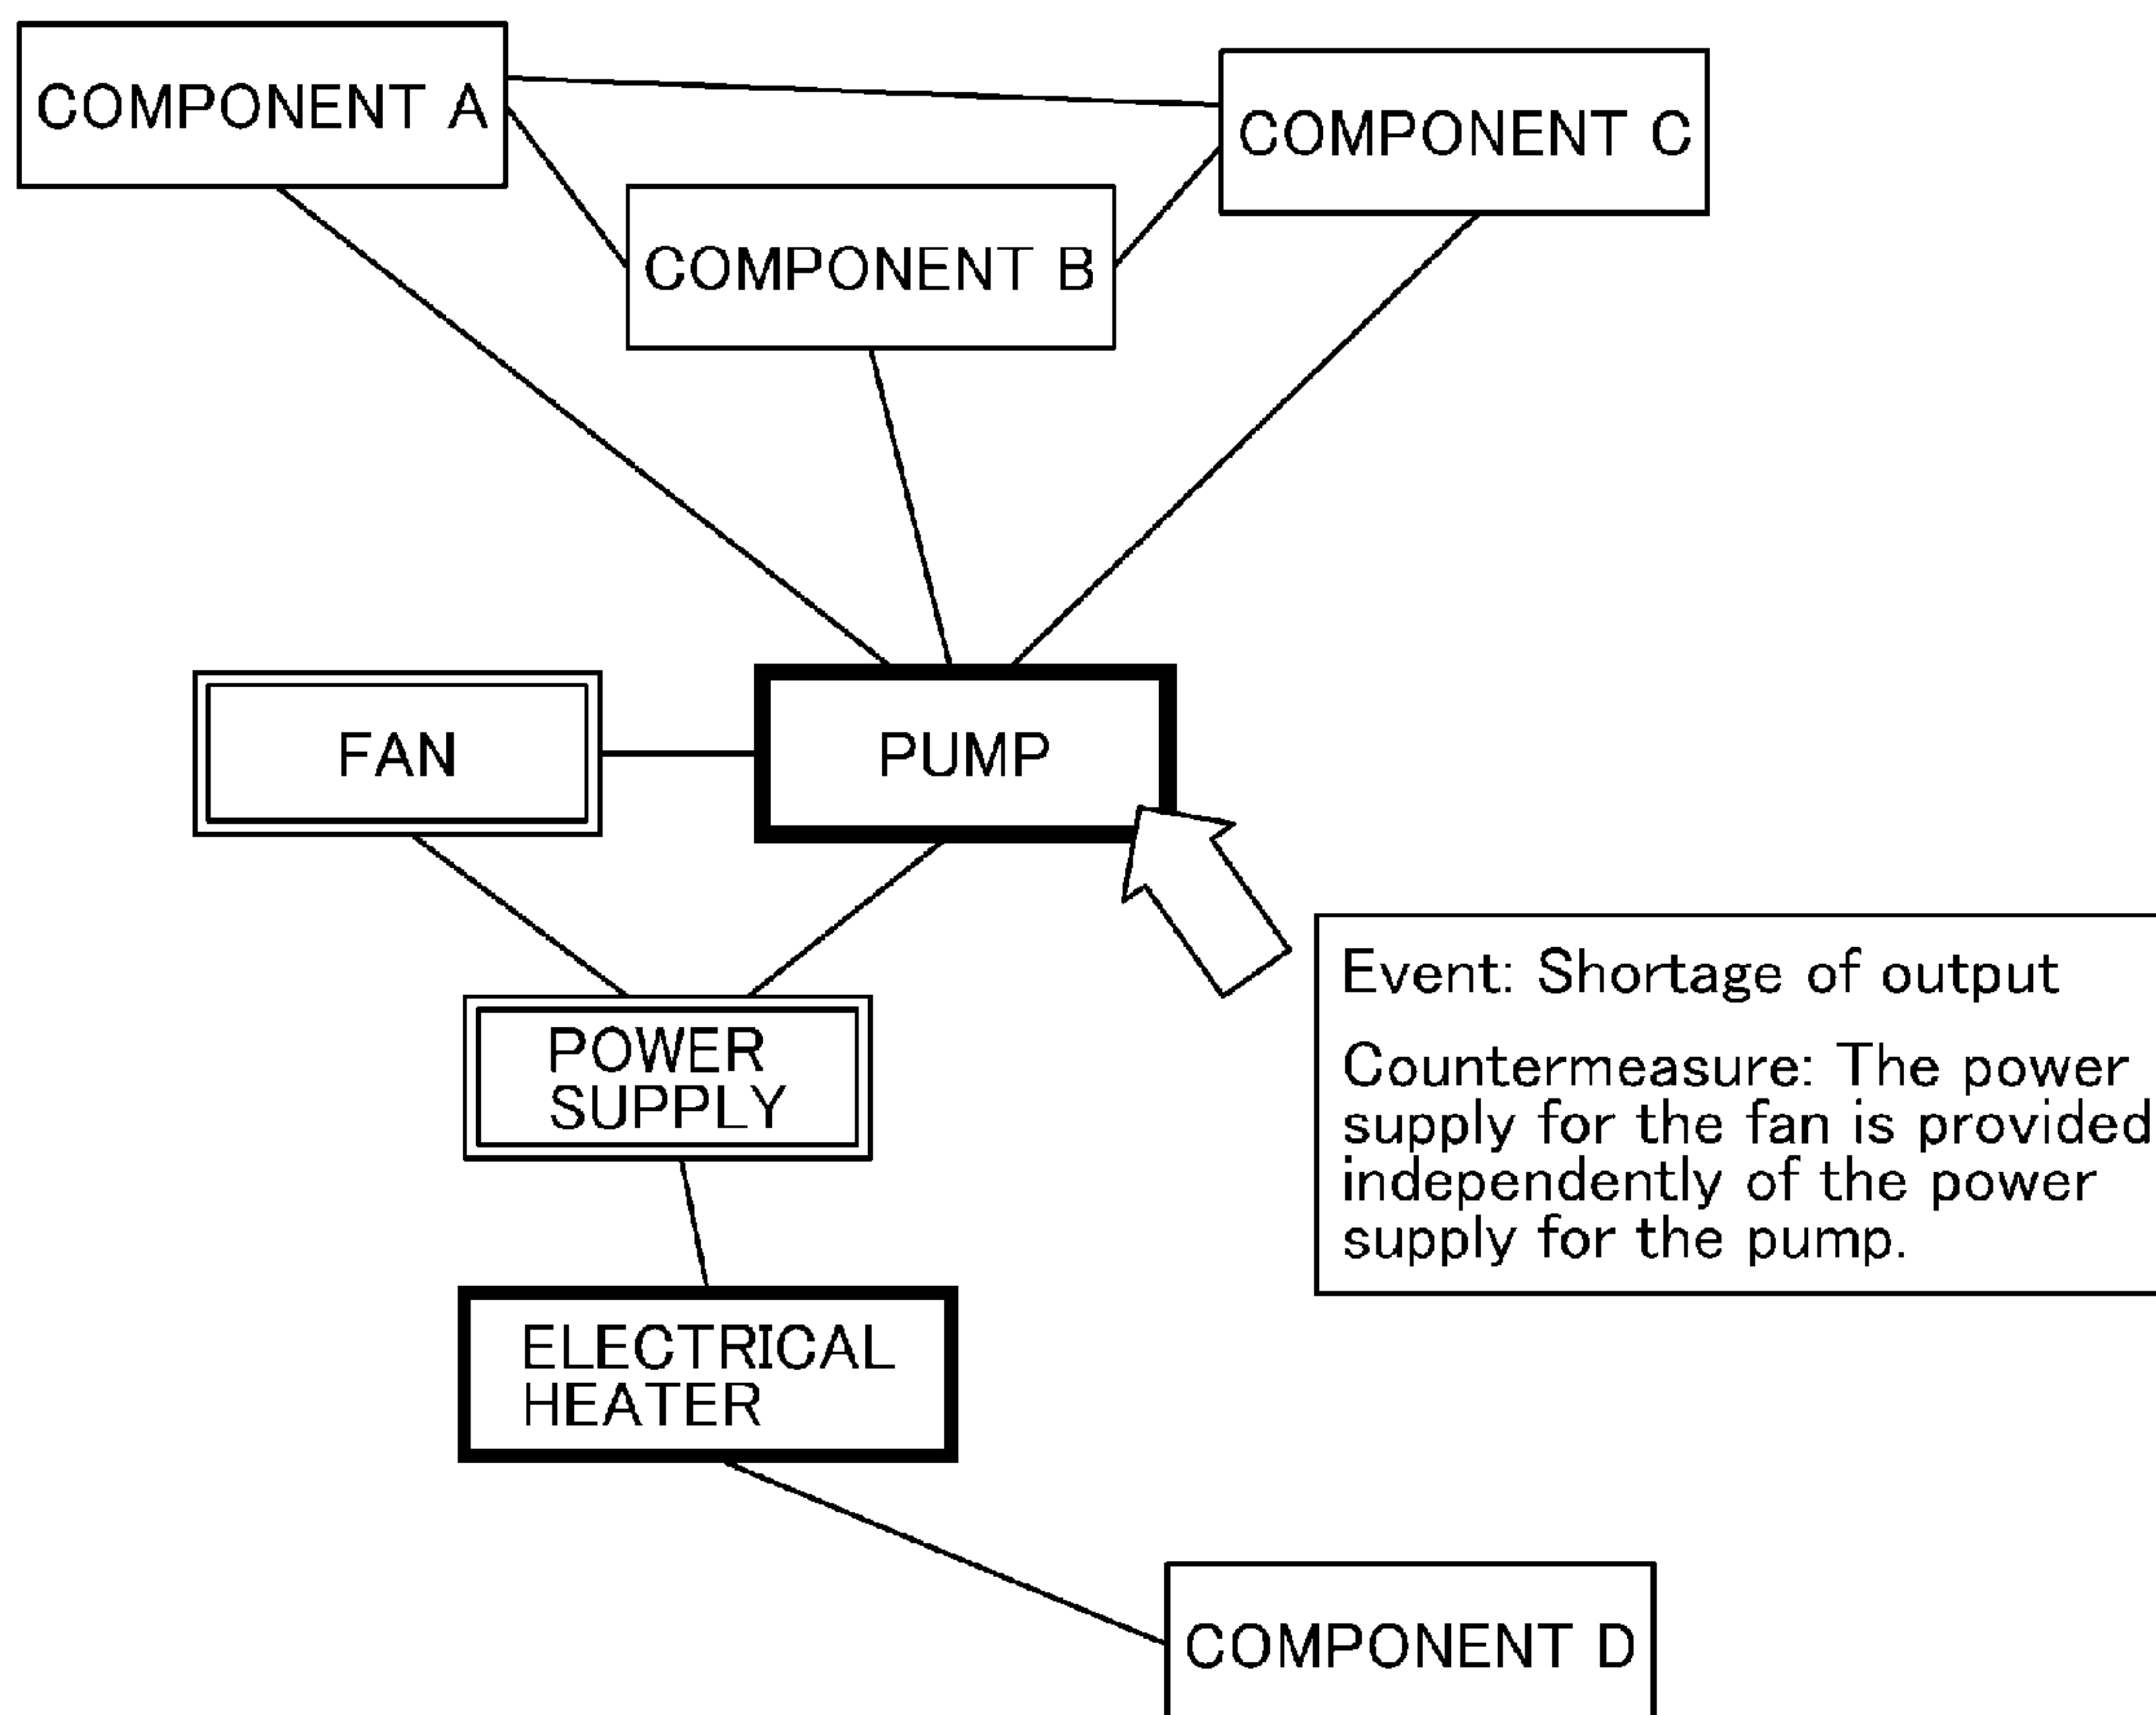 COMPONENT A
COMPONENT C
COMPONENT B
FAN
PUMP
Event: Shortage of output
Countermeasure: The power
supply for the fan is provided
independently of the power
supply for the pump.
POWER
SUPPLY
ELECTRICAL
HEATER
COMPONENT D